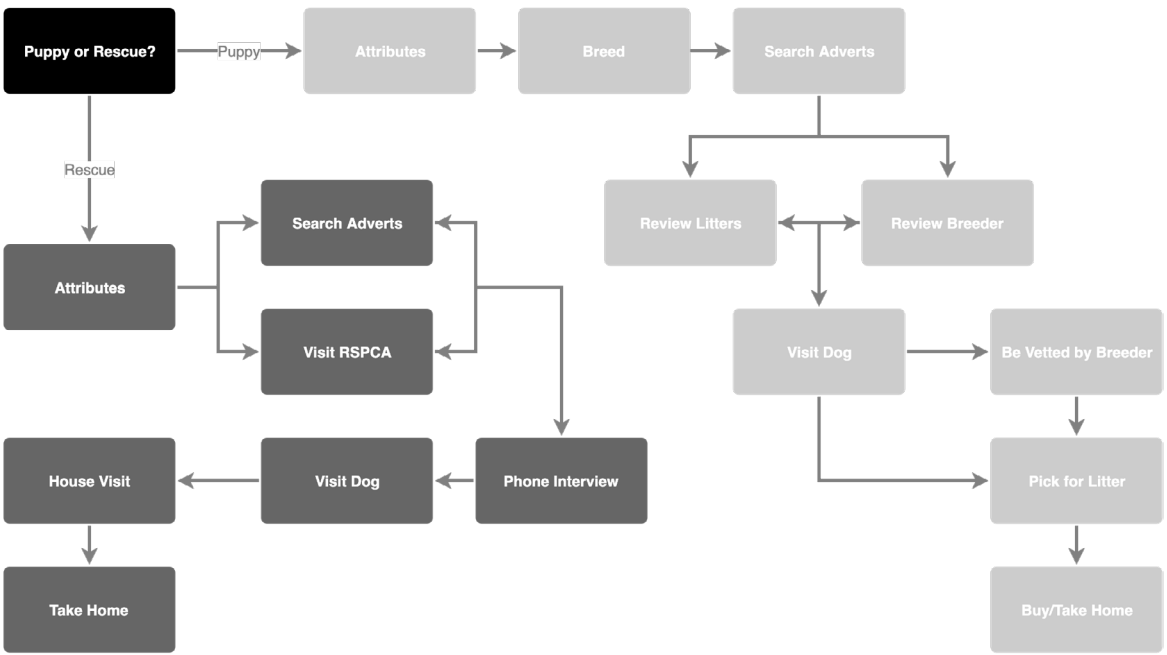 Puppy or Rescue?
Puppy
Attributes
Breed
Search Adverts
Rescue
Search Adverts
Review Litters
Review Breeder
Attributes
Visit RSPCA
Visit Dog
Be Vetted by Breeder
House Visit
Visit Dog
Phone Interview
Pick for Litter
Take Home
Buy/Take Home